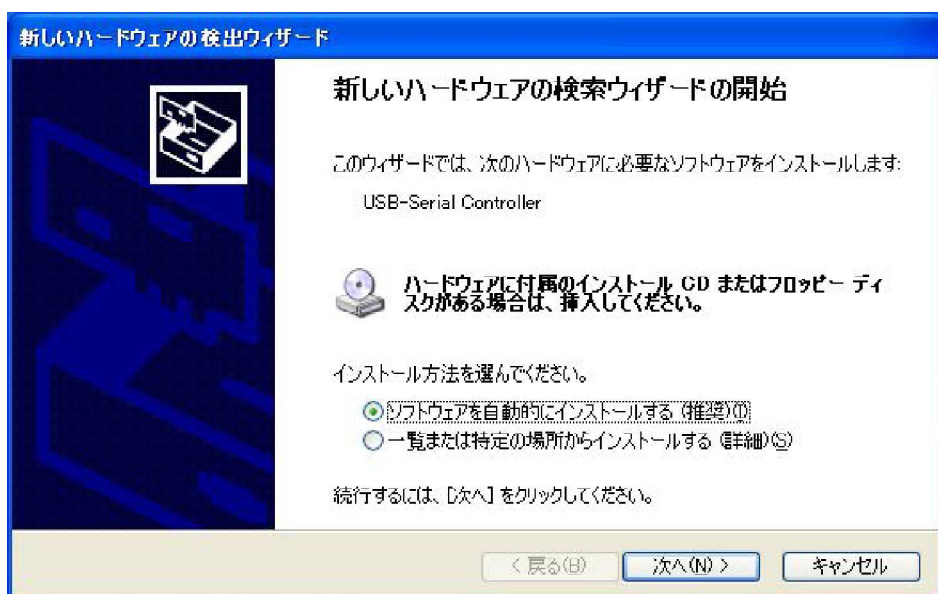 新しいハードウェアの検出ウィザード
新しいハードウェアの検索ウィザードの開始
このウィザードでは、次のハードウェアに必要なソフトウェアをインストールします:
USB-Serial Controller
ハードウェアに付属のインストール CD またはフロッピー ディ
スクがある場合は、挿入してください。
インストール方法を選んでください。
ソフトウェアを自動的にインストールする (推奨)(I)
一覧または特定の場所からインストールする (詳細)(S)
続行するには、[次へ] をクリックしてください。
< 戻る(B)
次へ(N) >
キャンセル